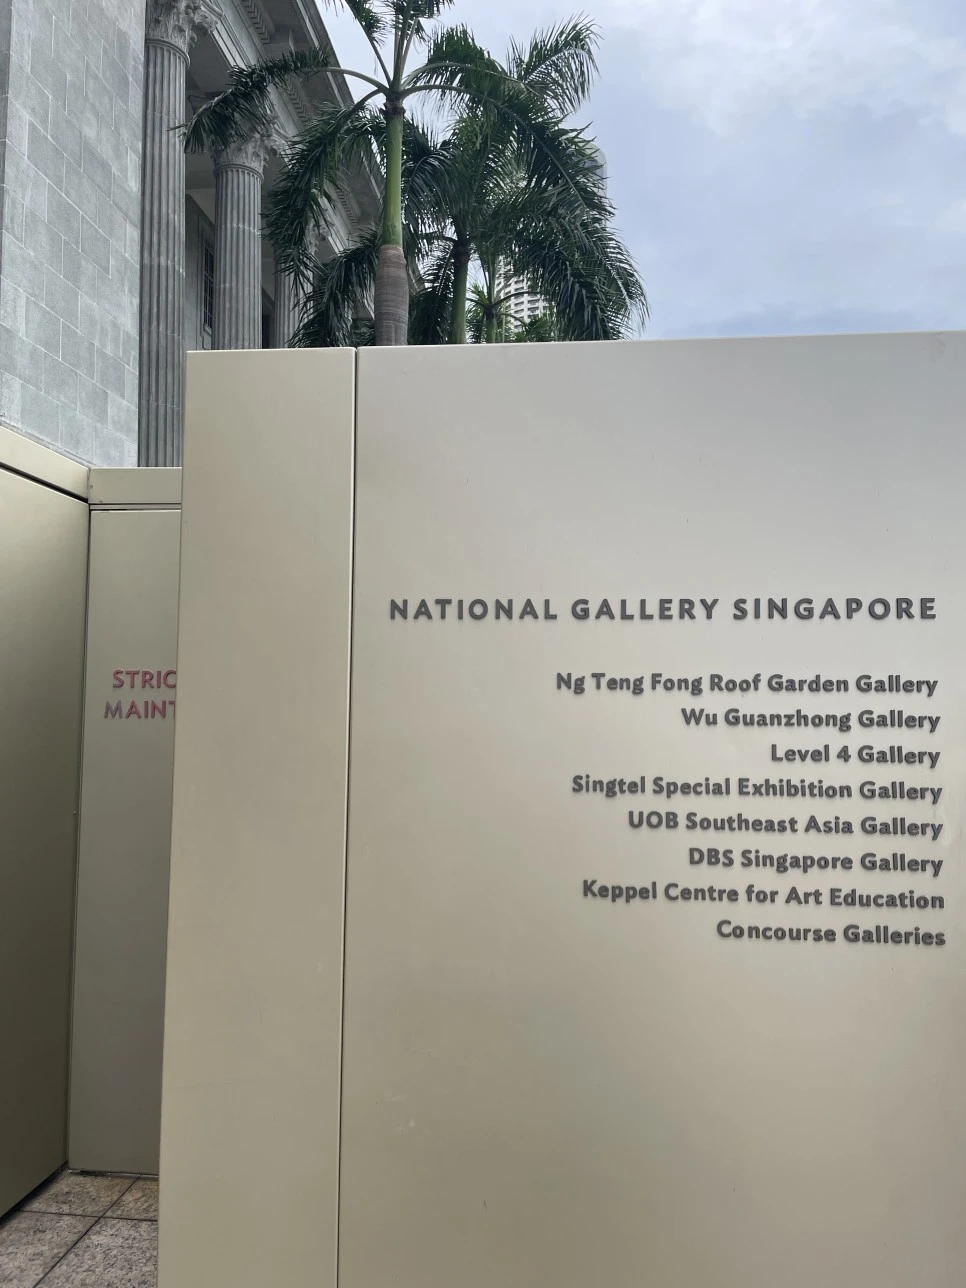 NATIONAL GALLERY SINGAPORE
Ng Teng Fong Roof Garden Gallery
Wu Guanzhong Gallery
Level 4 Gallery
Singtel Special Exhibition Gallery
UOB Southeast Asia Gallery
DBS Singapore Gallery
Keppel Centre for Art Education
Concourse Galleries